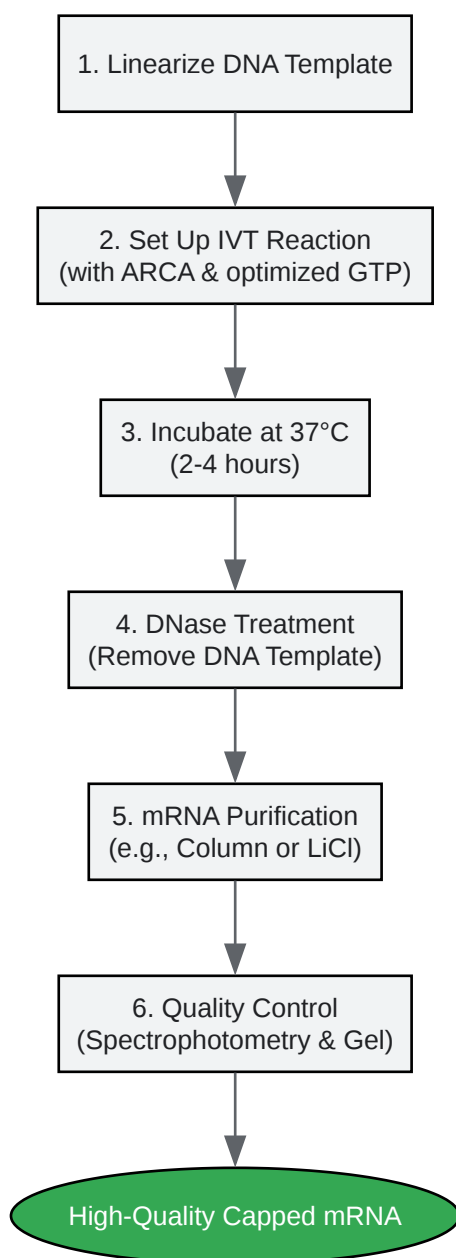 1. Linearize DNA Template
2. Set Up IVT Reaction
(with ARCA & optimized GTP)
3. Incubate at 37°C
(2-4 hours)
4. DNase Treatment
(Remove DNA Template)
5. mRNA Purification
(e.g., Column or LiCl)
6. Quality Control
(Spectrophotometry & Gel)
High-Quality Capped mRNA